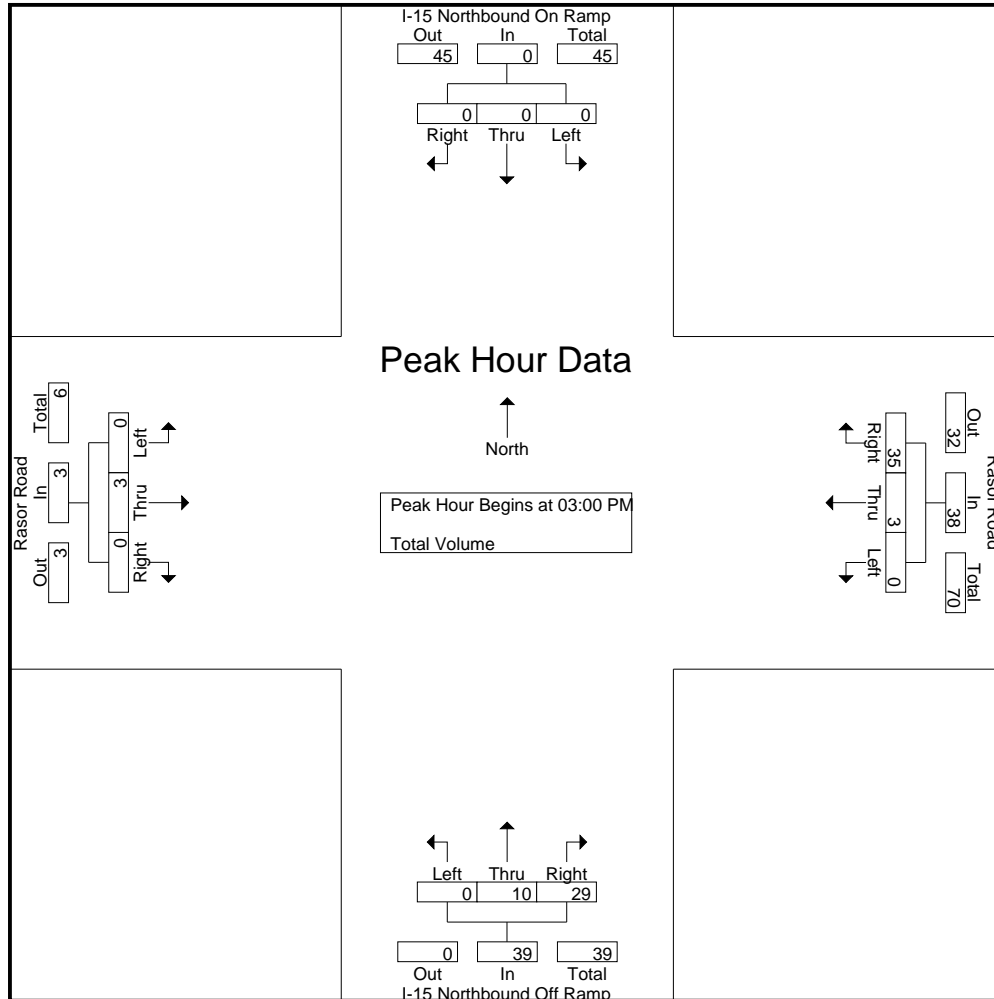 I-15 Northbound On Ramp
Out In Total
45 0 45
0 0 0
Right Thru Left
Peak Hour Data
North
Peak Hour Begins at 03:00 PM
Total Volume
Rasor Road
Out In Total
3 3 6
Left Thru Right
0 3 0
Rasor Road
Out In Total
32 38 70
35 3 0
Right Thru Left
Left Thru Right
0 10 29
0 39 39
Out In Total
I-15 Northbound Off Ramp